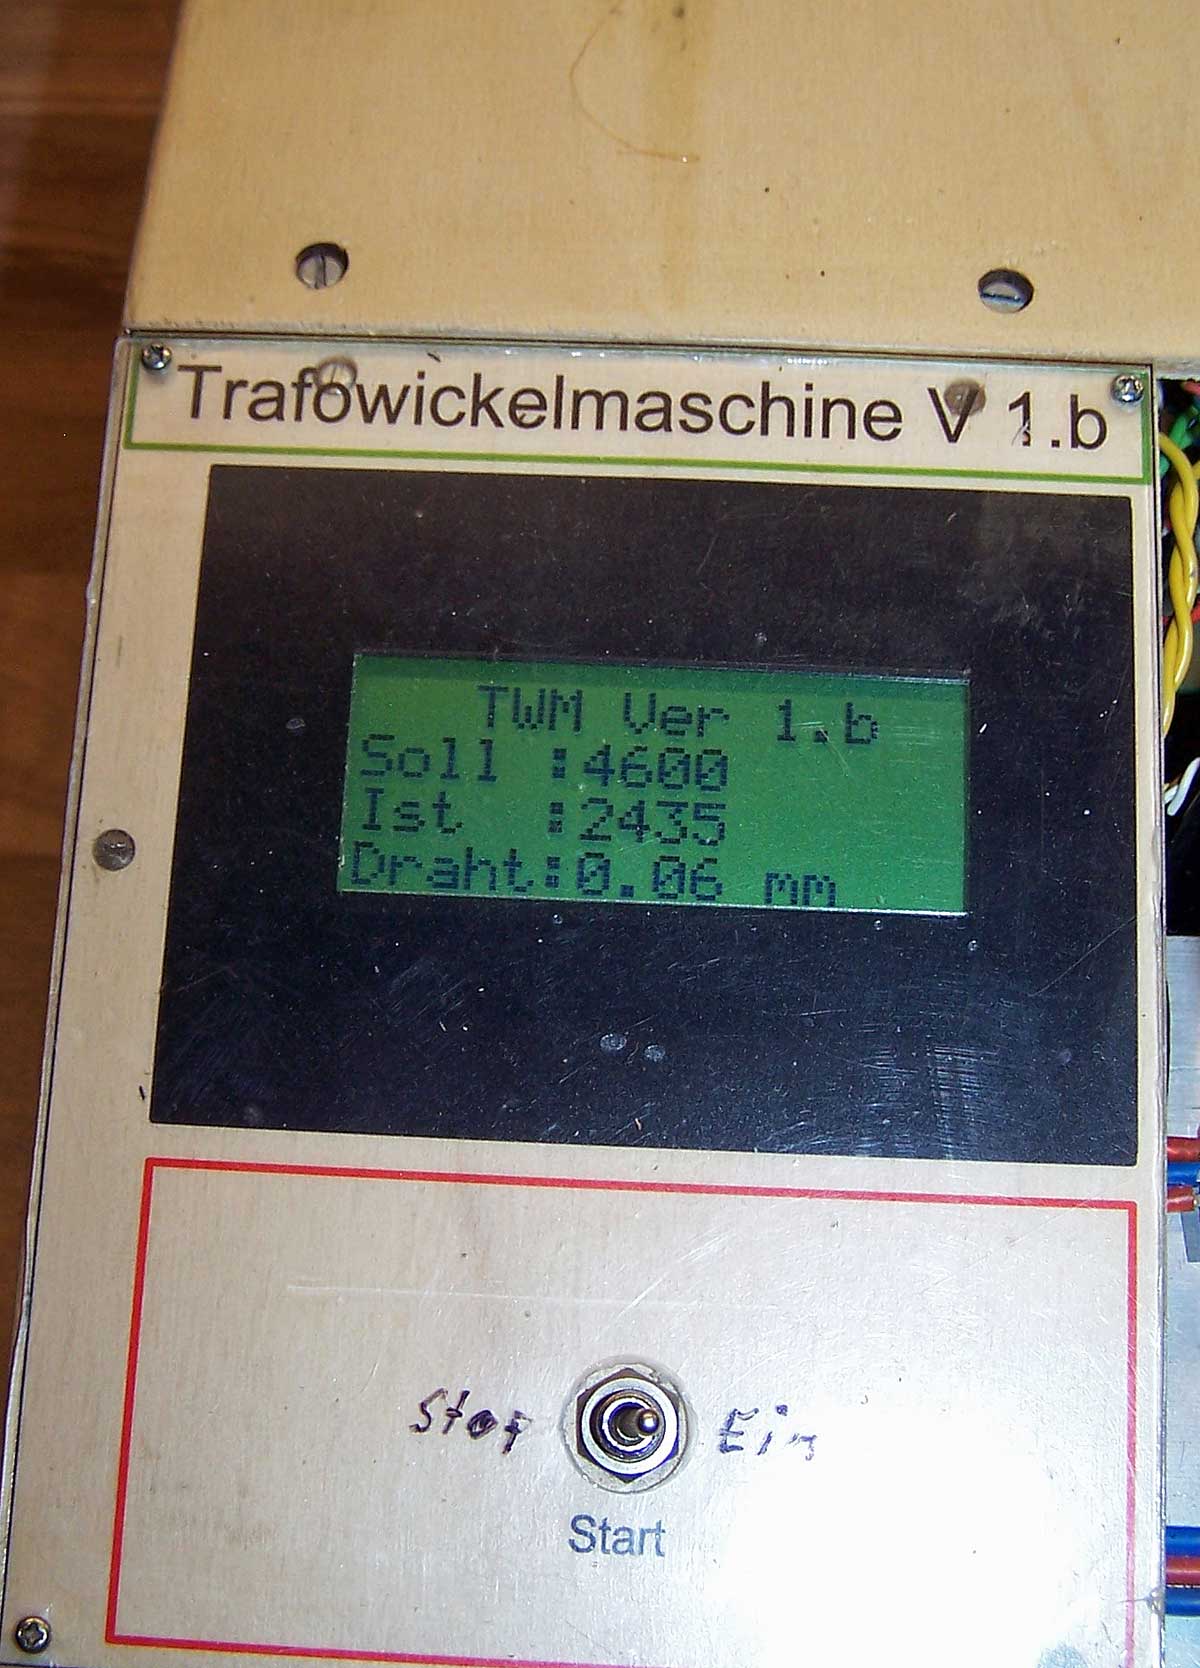 Trafowickelmaschine V 1.b
TWM Ver 1.b
Soll :4600
Ist :2435
Draht:0.06 mm
Stop Ein
Start